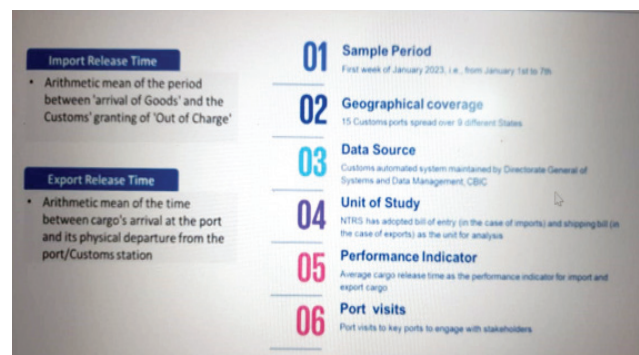 Import Release Time
• Arithmetic mean of the period
between 'arrival of Goods' and the
Customs' granting of 'Out of Charge'
Export Release Time
• Arithmetic mean of the time
between cargo's arrival at the port
and its physical departure from the
port/Customs station
01 Sample Period
First week of January 2023, i.e., from January 1st to 7th
02 Geographical coverage
15 Customs ports spread over 9 different States
03 Data Source
Customs automated system maintained by Directorate General of
Systems and Data Management, CBIC
04 Unit of Study
NTRS has adopted bill of entry (in the case of imports) and shipping bill (in
the case of exports) as the unit for analysis
05 Performance Indicator
Average cargo release time as the performance indicator for import and
export cargo
06 Port visits
Port visits to key ports to engage with stakeholders